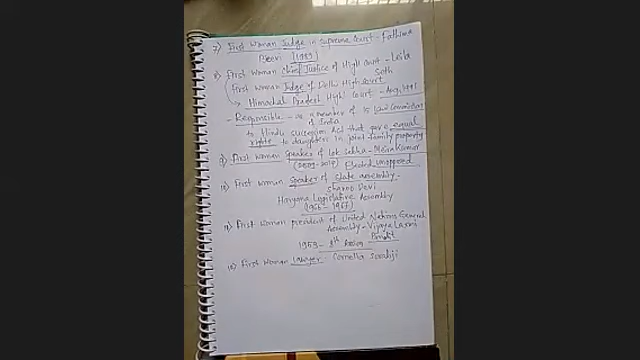 7) First Woman Judge in supreme Court - Fathima
Beevi (1989)
8) First Woman Chief Justice of High Court - Leila
Seth
First Woman Judge of Delhi High Court
→ Himachal Pradesh High Court - Aug, 1991
- Responsible - as a member of 15 Law Commission
of India
to Hindu succession Act that gave equal
rights to daughters in joint family property
9) First Women Speaker of Lok Sabha - Meira Kumar
(2009-2014) Elected unopposed
10) First woman Speaker of State assembly -
Shanno Devi
Haryana Legislative Assembly
(1966 - 1967)
11) First woman president of United Nations General
Assembly - Vijaya Laxmi
Pandit
1953 - 8th
12) First Woman Lawyer - Cornelia Sorabji